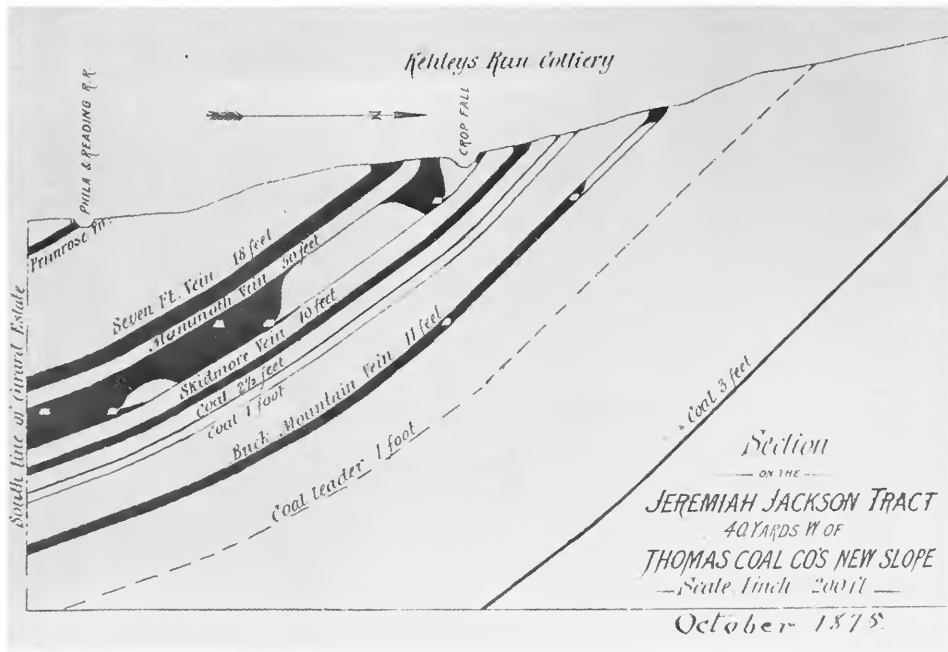 Kehleys Run Colliery
PHILA & READING R.R.
N
CROP FALL
Primrose
Seven Ft. Vein 18 feet
Mammoth Vein 50 feet
Skidmore Vein 10 feet
Coal 2½ feet
Coal 1 foot
Buck Mountain Vein 11 feet
Coal Leader 1 foot
Coal 3 feet
South line of Girard Estate
Section
ON THE
JEREMIAH JACKSON TRACT
40 YARDS W OF
THOMAS COAL CO'S NEW SLOPE
Scale 1 inch 200 ft
October 1875